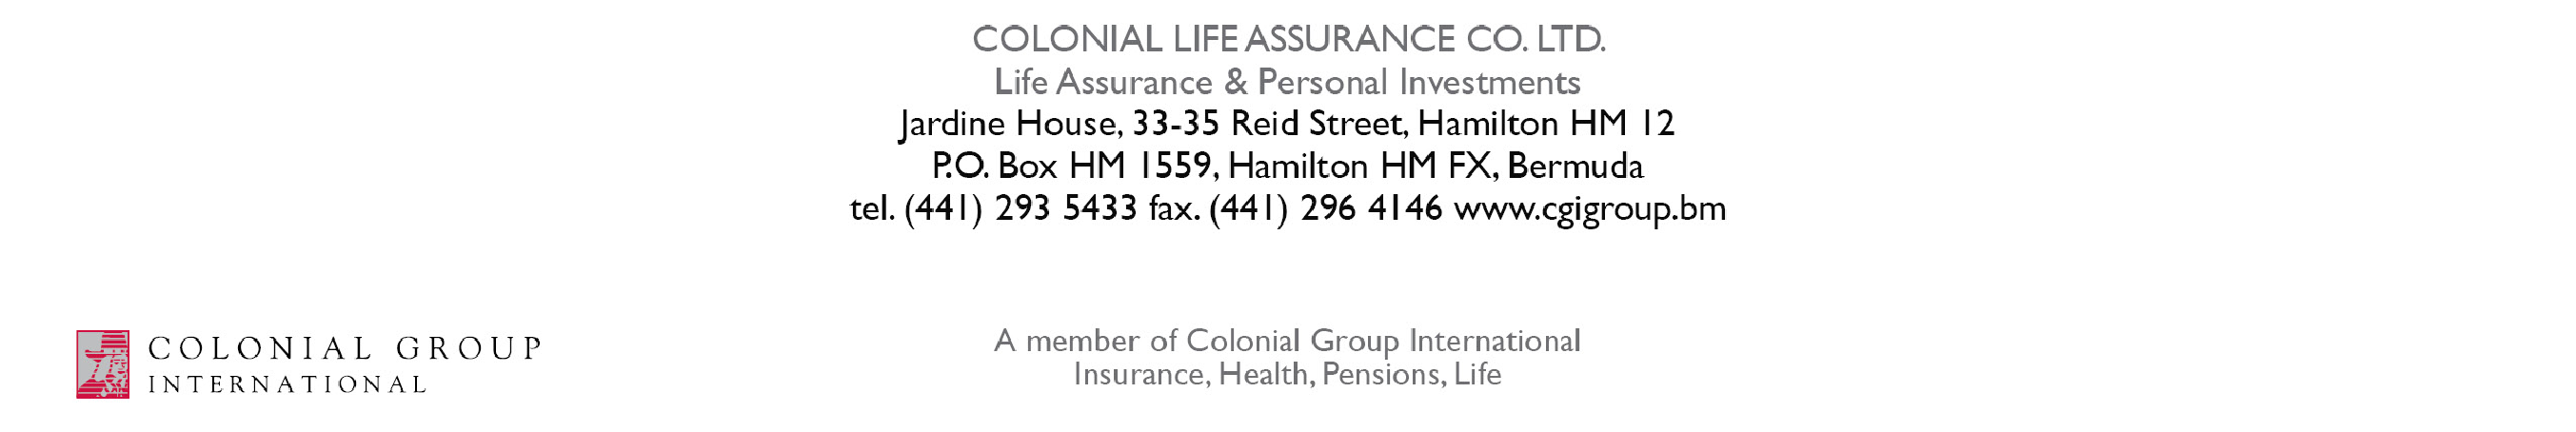 COLONIAL LIFE ASSURANCE CO. LTD.
Life Assurance & Personal Investments
Jardine House, 33-35 Reid Street, Hamilton HM 12
P.O. Box HM 1559, Hamilton HM FX, Bermuda
tel. (441) 293 5433 fax. (441) 296 4146 www.cgigroup.bm
COLONIAL GROUP
INTERNATIONAL
A member of Colonial Group International
Insurance, Health, Pensions, Life